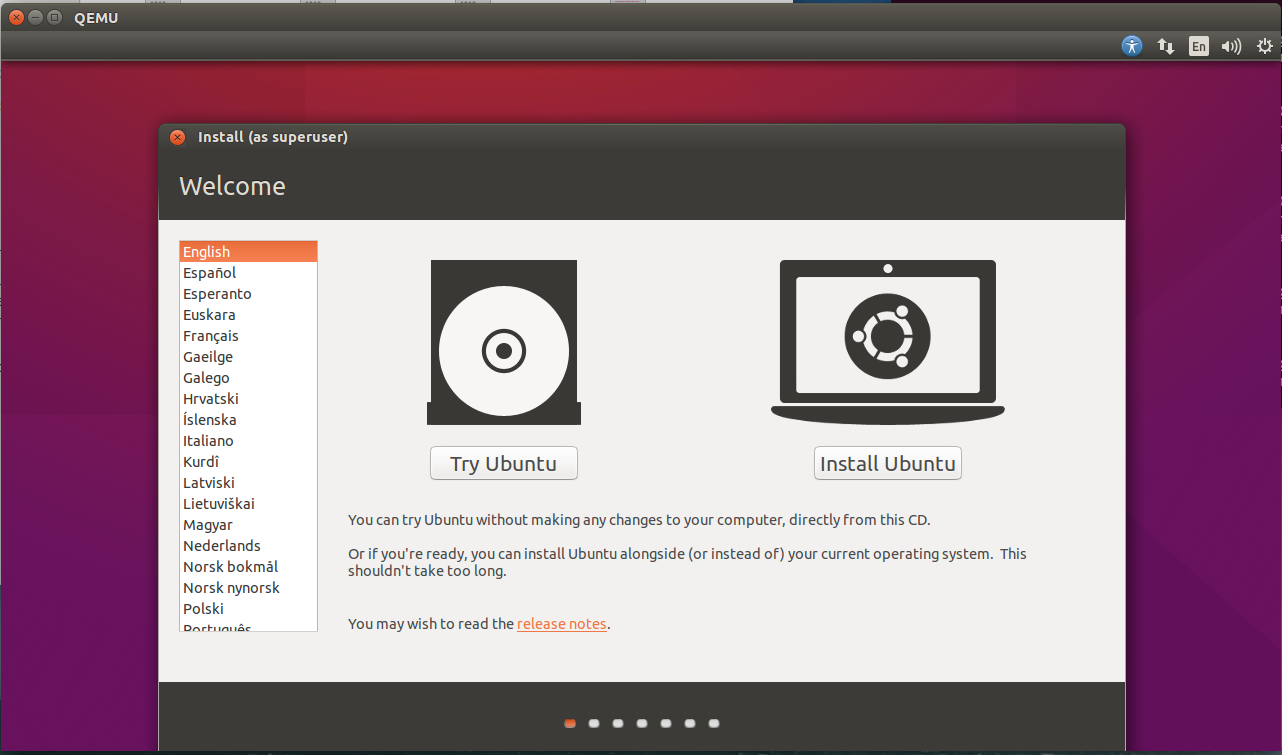 QEMU
En
Install (as superuser)
Welcome
English
Español
Esperanto
Euskara
Français
Gaeilge
Galego
Hrvatski
Íslenska
Italiano
Kurdî
Latviski
Lietuviškai
Magyar
Nederlands
Norsk bokmål
Norsk nynorsk
Polski
Português
Try Ubuntu
Install Ubuntu
You can try Ubuntu without making any changes to your computer, directly from this CD.
Or if you're ready, you can install Ubuntu alongside (or instead of) your current operating system.  This
shouldn't take too long.
You may wish to read the release notes.